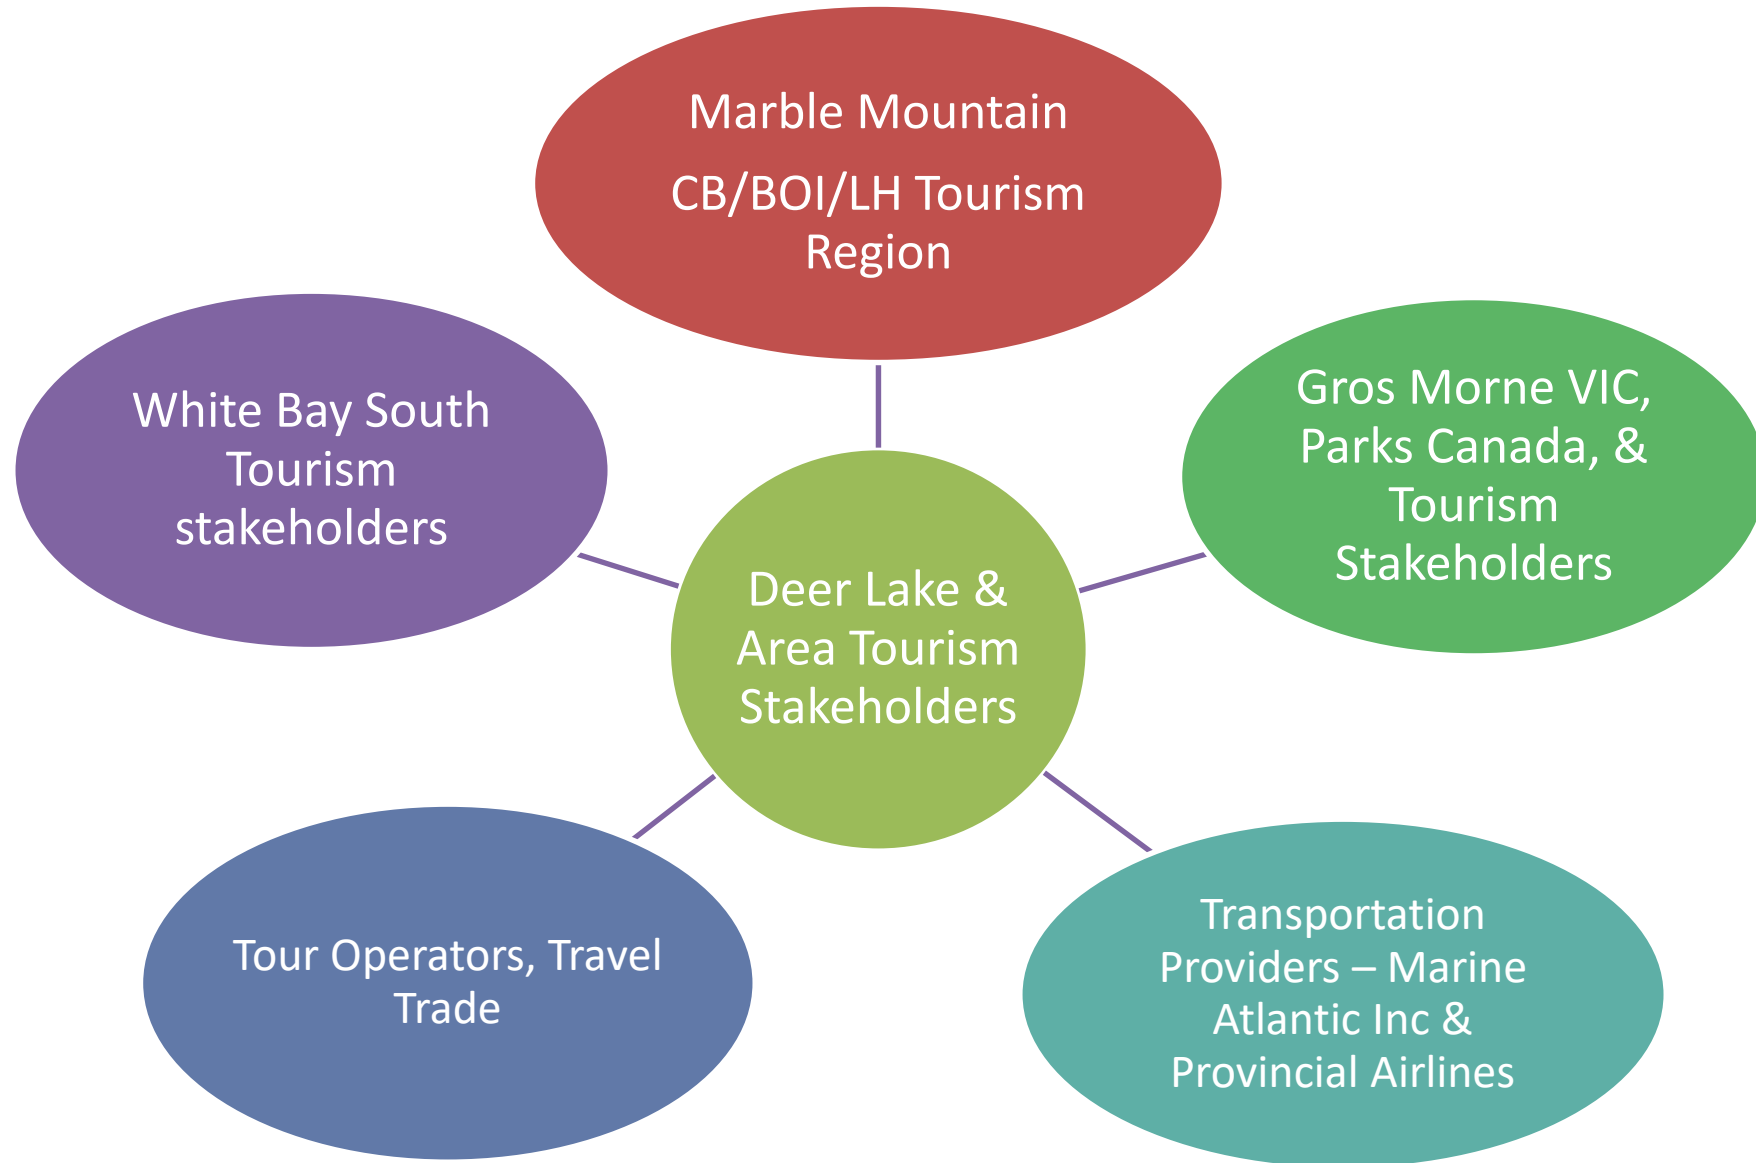 Marble Mountain
CB/BOI/LH Tourism
Region
Gros Morne VIC,
Parks Canada, &
Tourism
Stakeholders
White Bay South
Tourism
stakeholders
Deer Lake &
Area Tourism
Stakeholders
Transportation
Providers – Marine
Atlantic Inc &
Provincial Airlines
Tour Operators, Travel
Trade